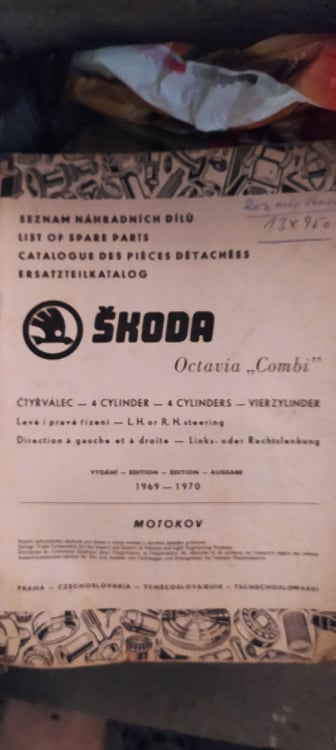 SEZNAM NÁHRADNÍCH DÍLŮ
LIST OF SPARE PARTS
CATALOGUE DES PIÈCES DÉTACHÉES
ERSATZTEILKATALOG
13 x 950
ŠKODA
Octavia „Combi”
ČTYŘVÁLEC — 4 CYLINDER — 4 CYLINDERS — VIERZYLINDER
Levé i pravé řízení — L.H. or R.H. steering
Direction à gauche et à droite — Links- oder Rechtslenkung
VYDÁNÍ — EDITION — ÉDITION — AUSGABE
1969 — 1970
MOTOKOV
PRAHA — CZECHOSLOVAKIA — TCHÉCOSLOVAQUIE — TSCHECHOSLOWAKEI